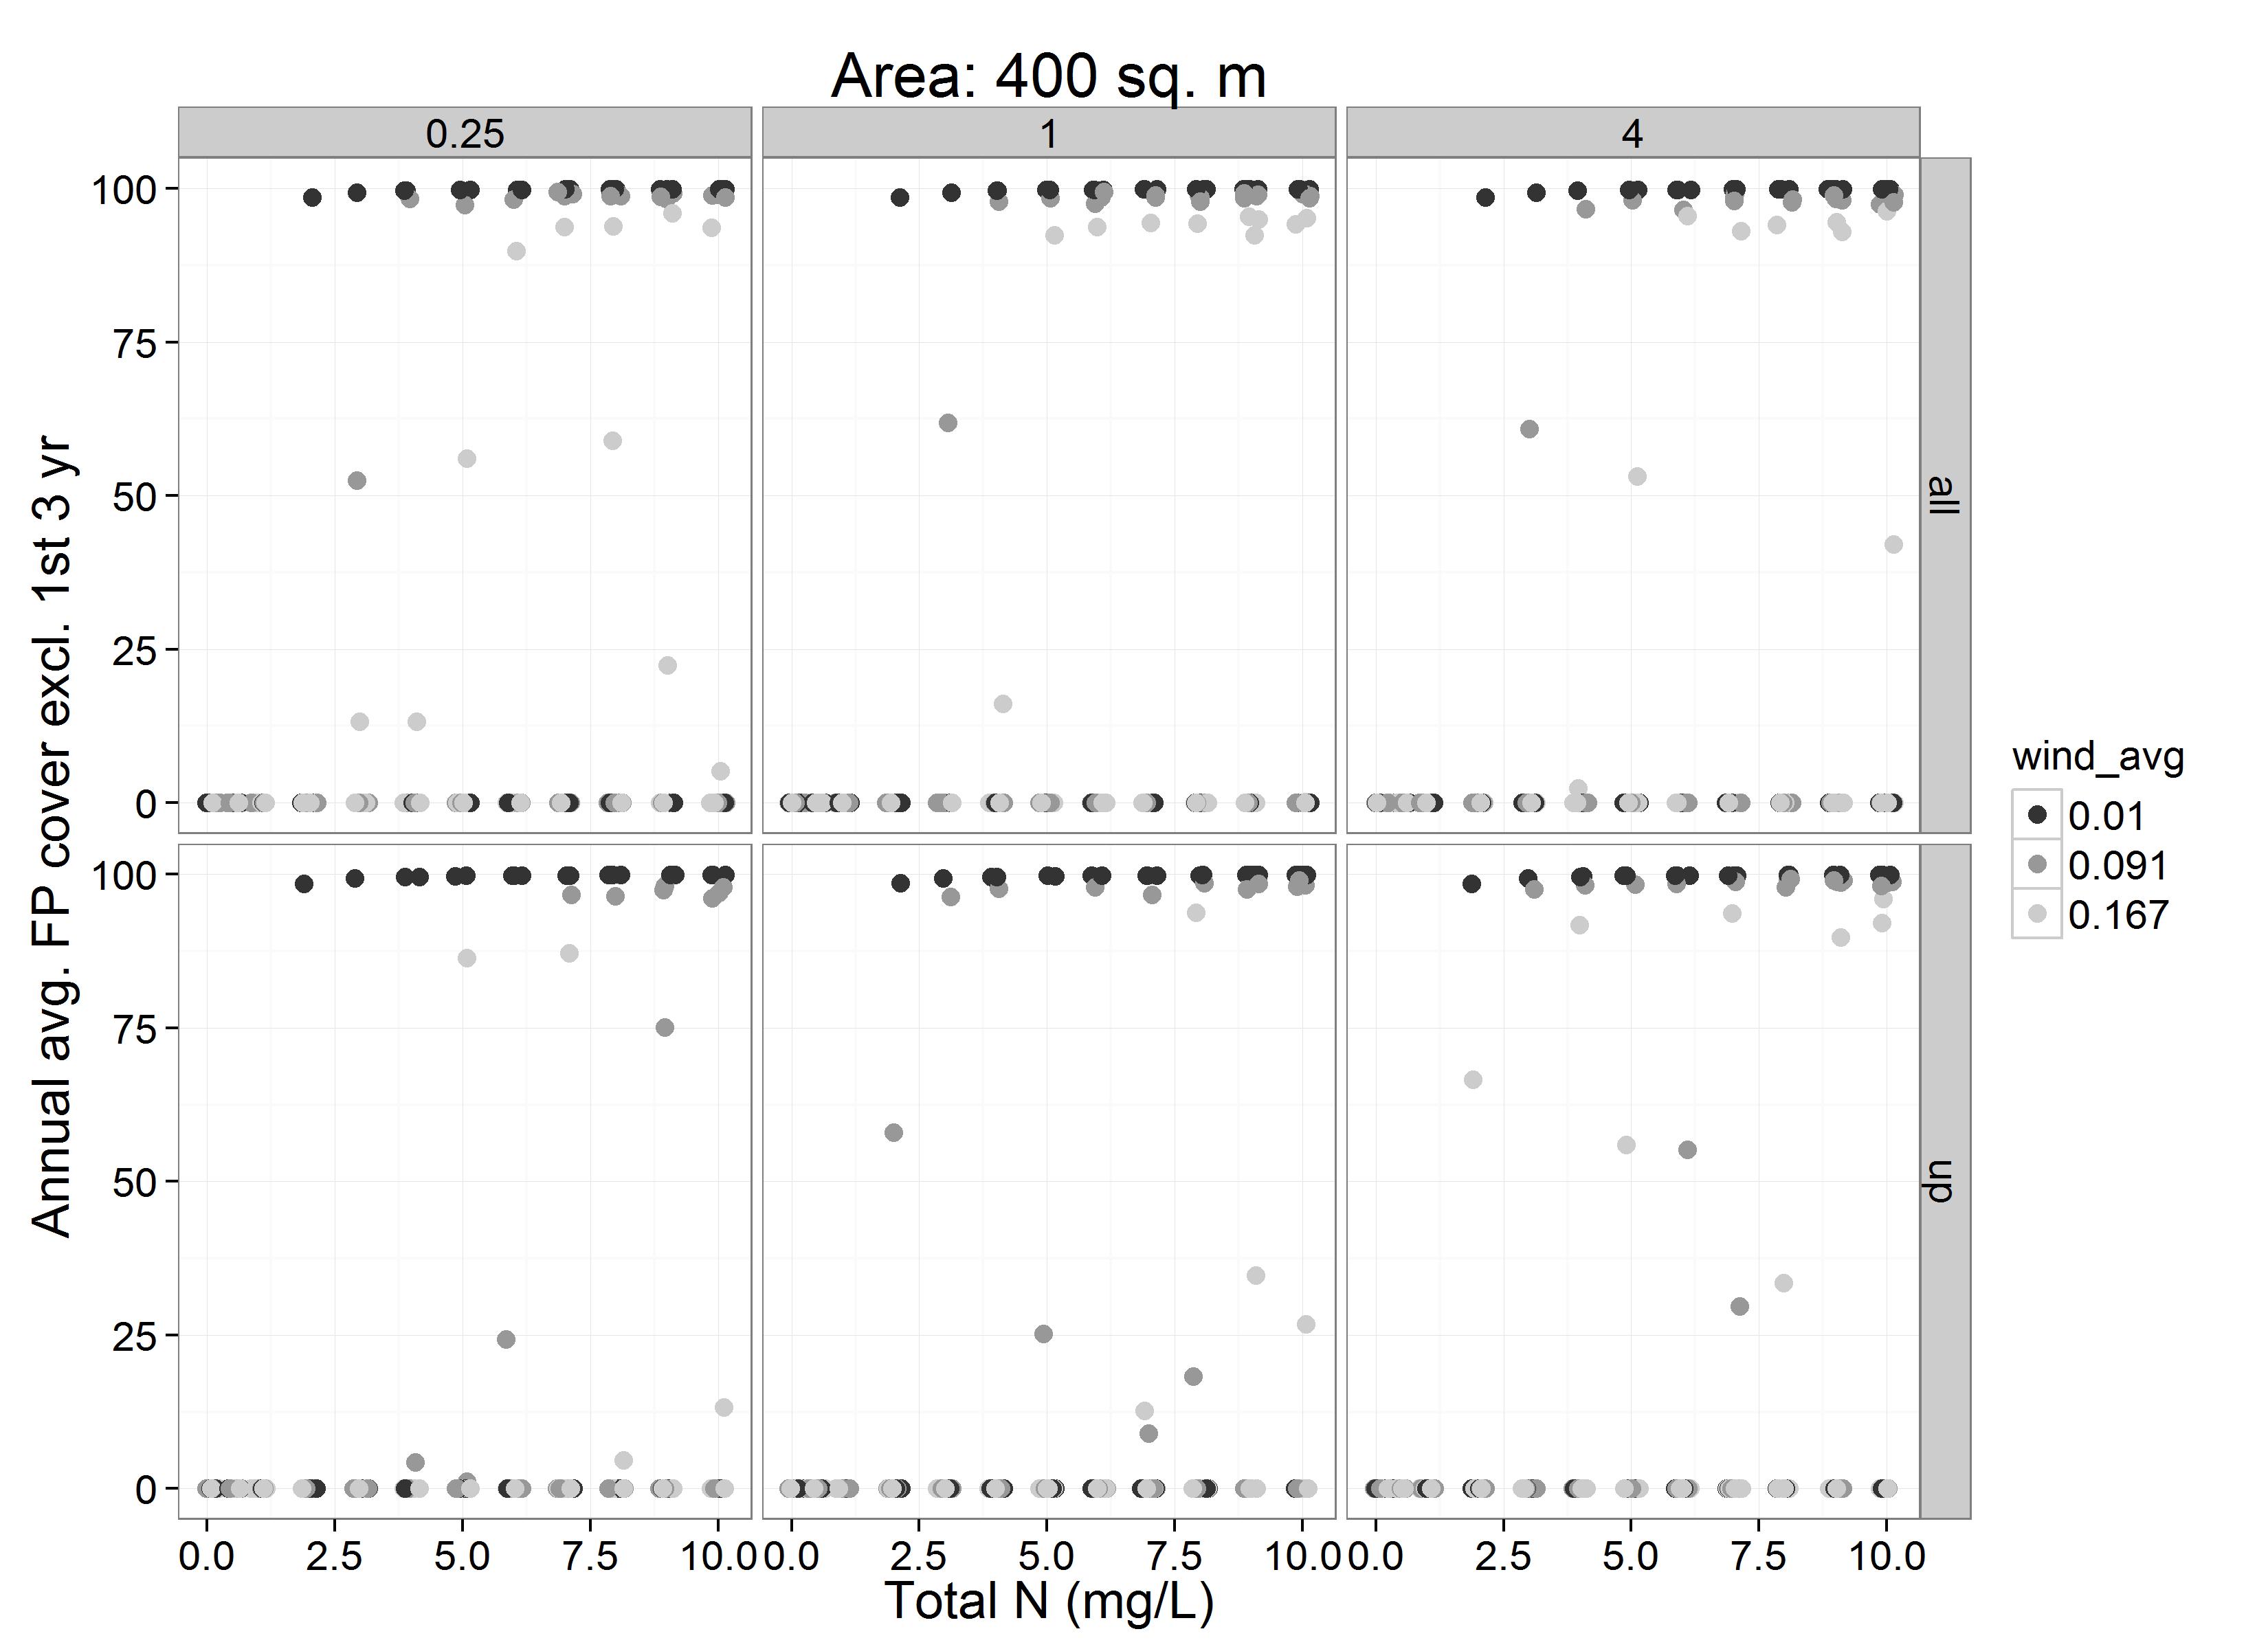 Area: 400 sq. m
0.25 1 4
100
75
50
25
0
all
100
75
50
25
0
up
Annual avg. FP cover excl. 1st 3 yr
0.0 2.5 5.0 7.5 10.0 0.0 2.5 5.0 7.5 10.0 0.0 2.5 5.0 7.5 10.0
Total N (mg/L)
wind_avg
0.01
0.091
0.167